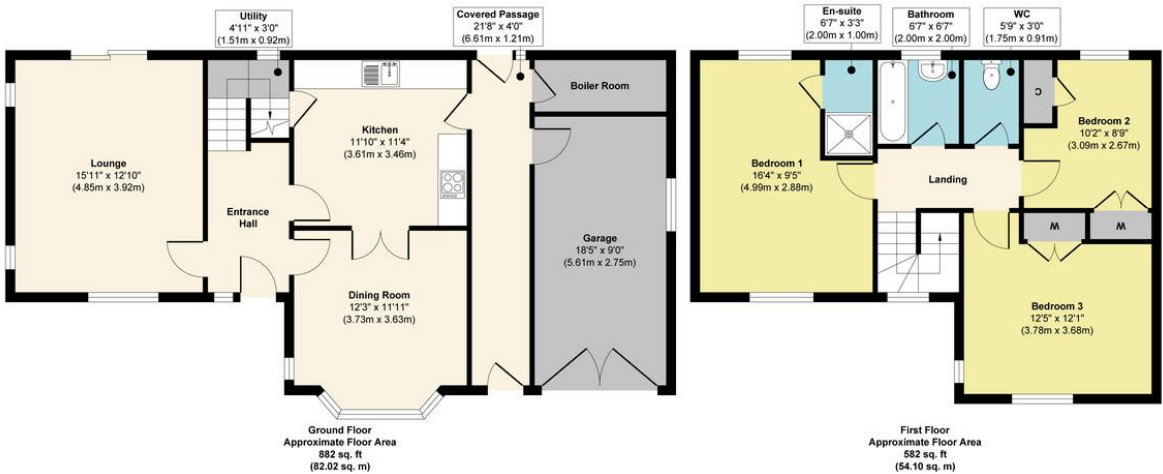 Utility
4'11" x 3'0"
(1.51m x 0.92m)
Covered Passage
21'8" x 4'0"
(6.61m x 1.21m)
Boiler Room
Kitchen
11'10" x 11'4"
(3.61m x 3.46m)
Lounge
15'11" x 12'10"
(4.85m x 3.92m)
Entrance
Hall
Garage
18'5" x 9'0"
(5.61m x 2.75m)
Dining Room
12'3" x 11'11"
(3.73m x 3.63m)
Ground Floor
Approximate Floor Area
882 sq. ft
(82.02 sq. m)
En-suite
6'7" x 3'3"
(2.00m x 1.00m)
Bathroom
6'7" x 6'7"
(2.00m x 2.00m)
WC
5'9" x 3'0"
(1.75m x 0.91m)
C
Bedroom 2
10'2" x 8'9"
(3.09m x 2.67m)
Bedroom 1
16'4" x 9'5"
(4.99m x 2.88m)
Landing
W
W
Bedroom 3
12'5" x 12'1"
(3.78m x 3.68m)
First Floor
Approximate Floor Area
582 sq. ft
(54.10 sq. m)